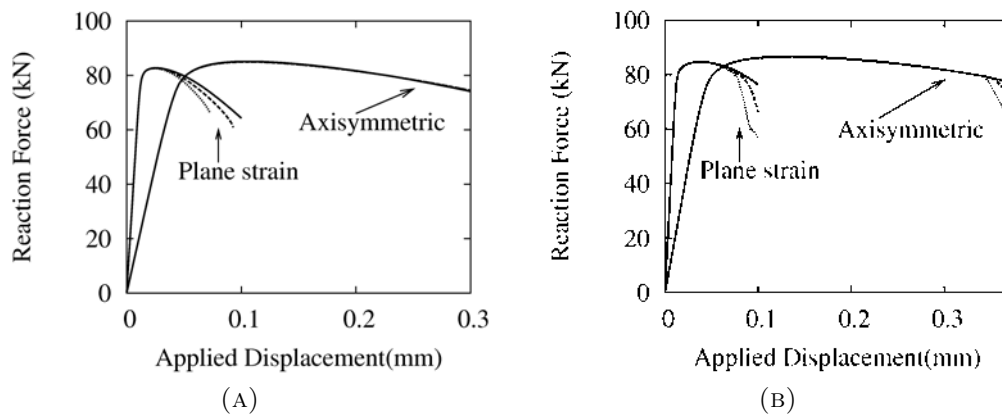 100
80
60
40
20
0
Reaction Force (kN)
Axisymmetric
Plane strain
0
0.1
0.2
0.3
Applied Displacement(mm)
(A)
100
80
60
40
20
0
Reaction Force (kN)
Axisymmetric
Plane strain
0
0.1
0.2
0.3
Applied Displacement(mm)
(B)